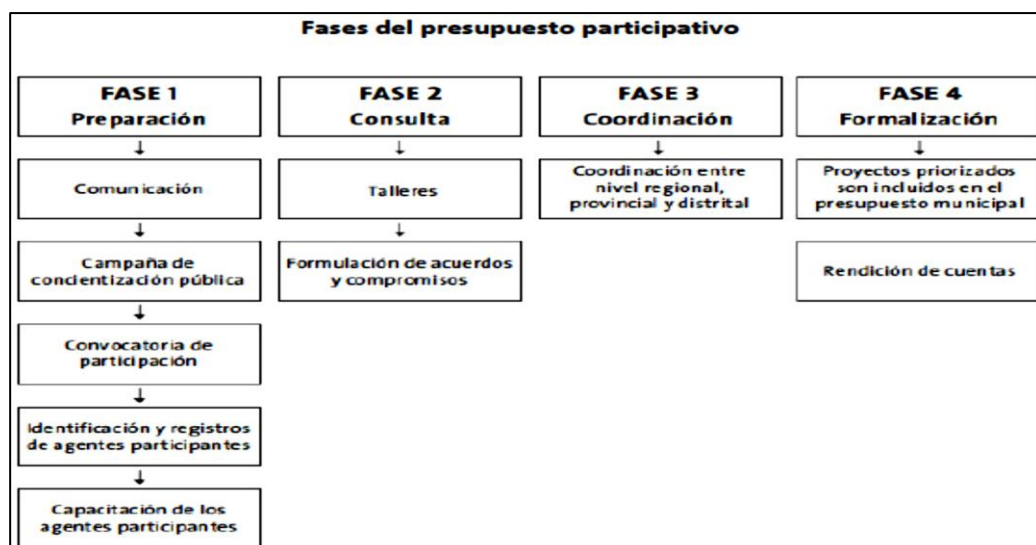 Fases del presupuesto participativo
FASE 1
Preparación
Comunicación
Campaña de
concientización pública
Convocatoria de
participación
Identificación y registros
de agentes participantes
Capacitación de los
agentes participantes
FASE 2
Consulta
Talleres
Formulación de acuerdos
y compromisos
FASE 3
Coordinación
Coordinación entre
nivel regional,
provincial y distrital
FASE 4
Formalización
Proyectos priorizados
son incluidos en el
presupuesto municipal
Rendición de cuentas